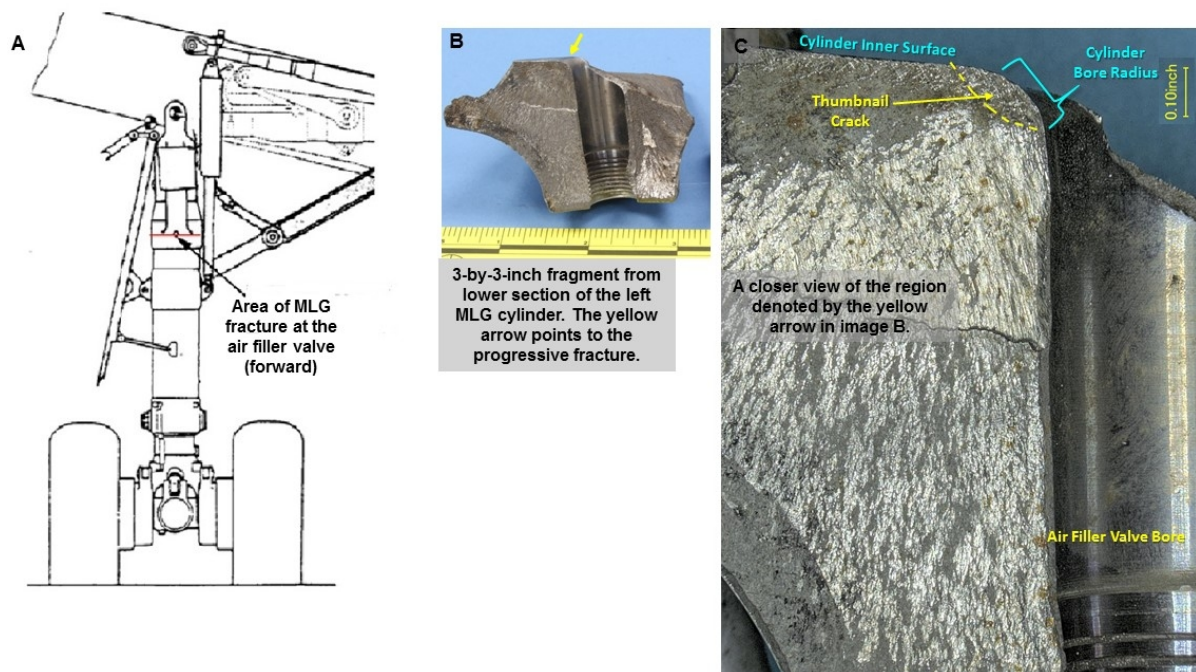 A
Area of MLG
fracture at the
air filler valve
(forward)
B
3-by-3-inch fragment from
lower section of the left
MLG cylinder. The yellow
arrow points to the
progressive fracture.
C
Cylinder Inner Surface
Cylinder
Bore Radius
Thumbnail
Crack
0.10inch
A closer view of the region
denoted by the yellow
arrow in image B.
Air Filler Valve Bore